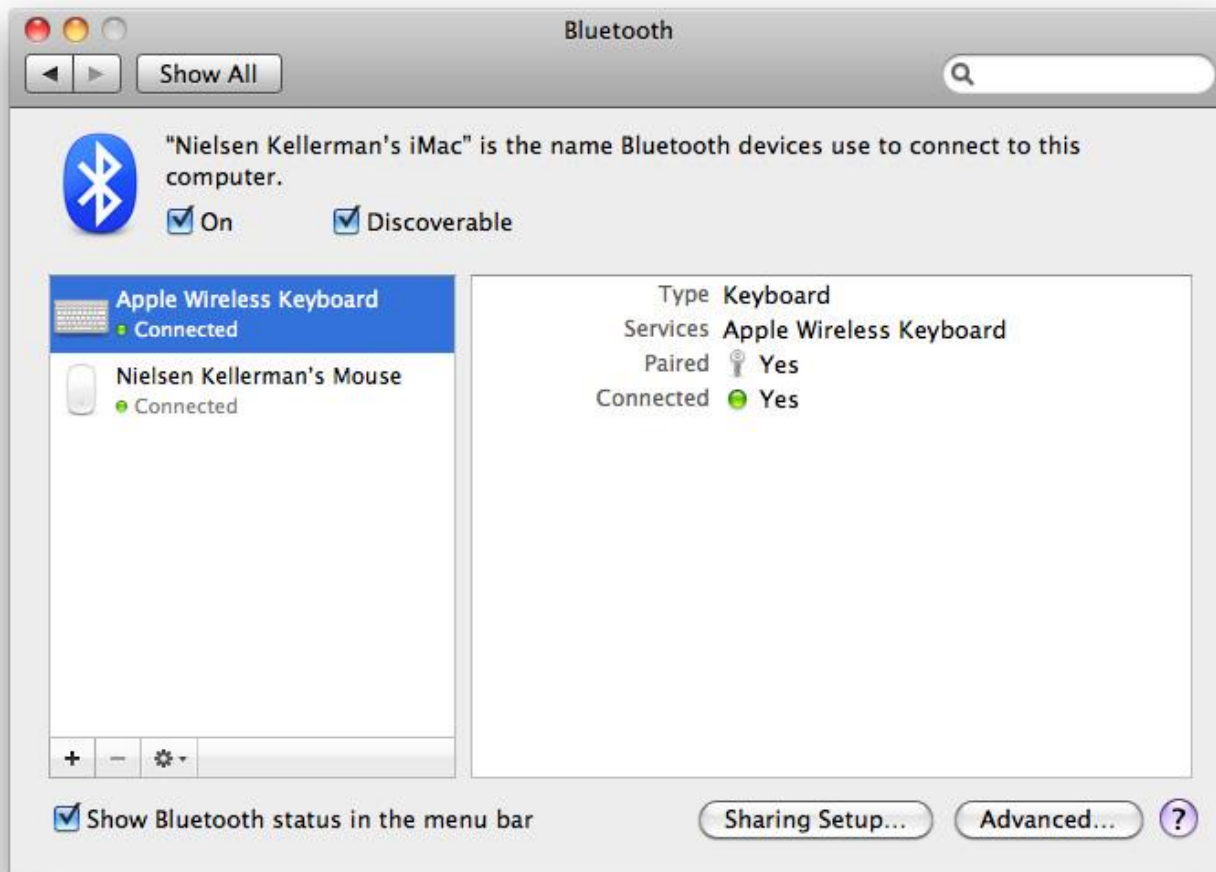 Bluetooth
Show All
“Nielsen Kellerman's iMac” is the name Bluetooth devices use to connect to this
computer.
On Discoverable
Apple Wireless Keyboard
Connected
Nielsen Kellerman's Mouse
Connected
Type Keyboard
Services Apple Wireless Keyboard
Paired Yes
Connected Yes
+ −
Show Bluetooth status in the menu bar
Sharing Setup... Advanced... ?